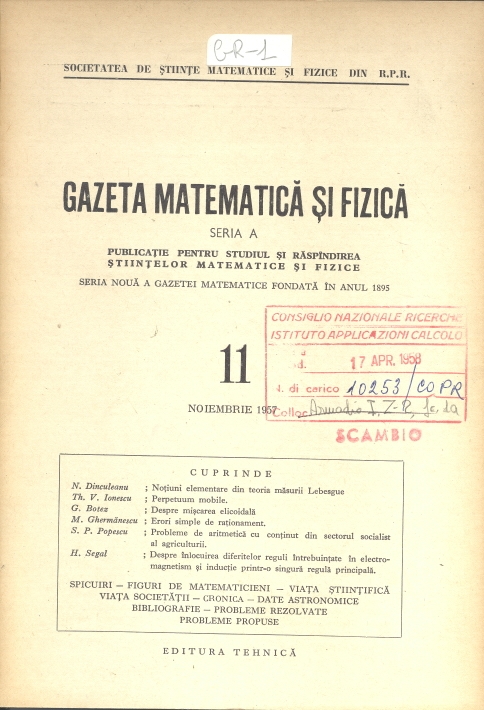 GR-1
SOCIETATEA DE ȘTIINȚE MATEMATICE ȘI FIZICE DIN R.P.R.
GAZETA MATEMATICĂ ȘI FIZICĂ
SERIA A
PUBLICAȚIE PENTRU STUDIUL ȘI RĂSPÎNDIREA
ȘTIINȚELOR MATEMATICE ȘI FIZICE
SERIA NOUĂ A GAZETEI MATEMATICE FONDATĂ ÎN ANUL 1895
CONSIGLIO NAZIONALE RICERCHE
ISTITUTO APPLICAZIONI CALCOLO
17 APR. 1958
di carico 10253/COPR
Colloc. Armadio I,
SCAMBIO
11
NOIEMBRIE 1957
CUPRINDE
N. Dinculeanu ; Noțiuni elementare din teoria măsurii Lebesgue
Th. V. Ionescu ; Perpetuum mobile.
G. Botez ; Despre mișcarea elicoidală
M. Ghermănescu ; Erori simple de raționament.
S. P. Popescu ; Probleme de aritmetică cu conținut din sectorul socialist
al agriculturii.
H. Segal ; Despre înlocuirea diferitelor reguli întrebuințate în electro-
magnetism și inducție printr-o singură regulă principală.
SPICUIRI — FIGURI DE MATEMATICIENI — VIAȚA ȘTIINȚIFICĂ
VIAȚA SOCIETĂȚII — CRONICA — DATE ASTRONOMICE
BIBLIOGRAFIE — PROBLEME REZOLVATE
PROBLEME PROPUSE
EDITURA TEHNICĂ